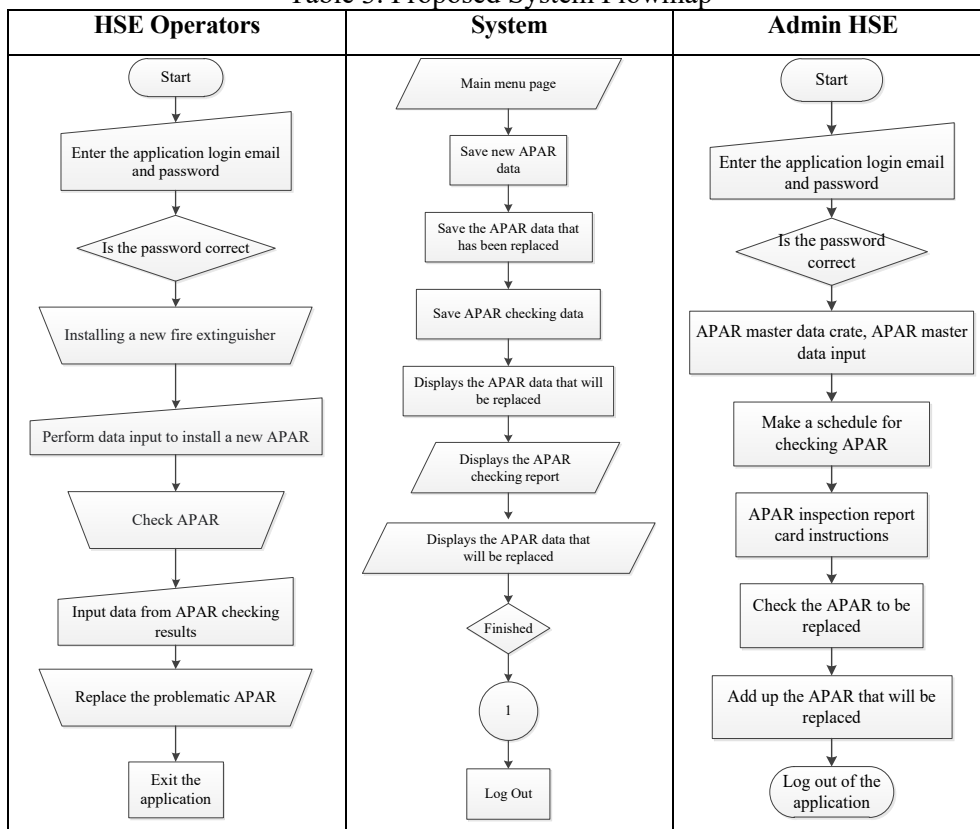 Table 3. Proposed System Flowmap
HSE Operators
Start
Enter the application login email
and password
Is the password correct
Installing a new fire extinguisher
Perform data input to install a new APAR
Check APAR
Input data from APAR checking
results
Replace the problematic APAR
Exit the
application
System
Main menu page
Save new APAR
data
Save the APAR data that
has been replaced
Save APAR checking data
Displays the APAR data that will
be replaced
Displays the APAR
checking report
Displays the APAR data that
will be replaced
Finished
1
Log Out
Admin HSE
Start
Enter the application login email
and password
Is the password
correct
APAR master data crate, APAR master
data input
Make a schedule for
checking APAR
APAR inspection report
card instructions
Check the APAR to be
replaced
Add up the APAR that will be
replaced
Log out of the
application